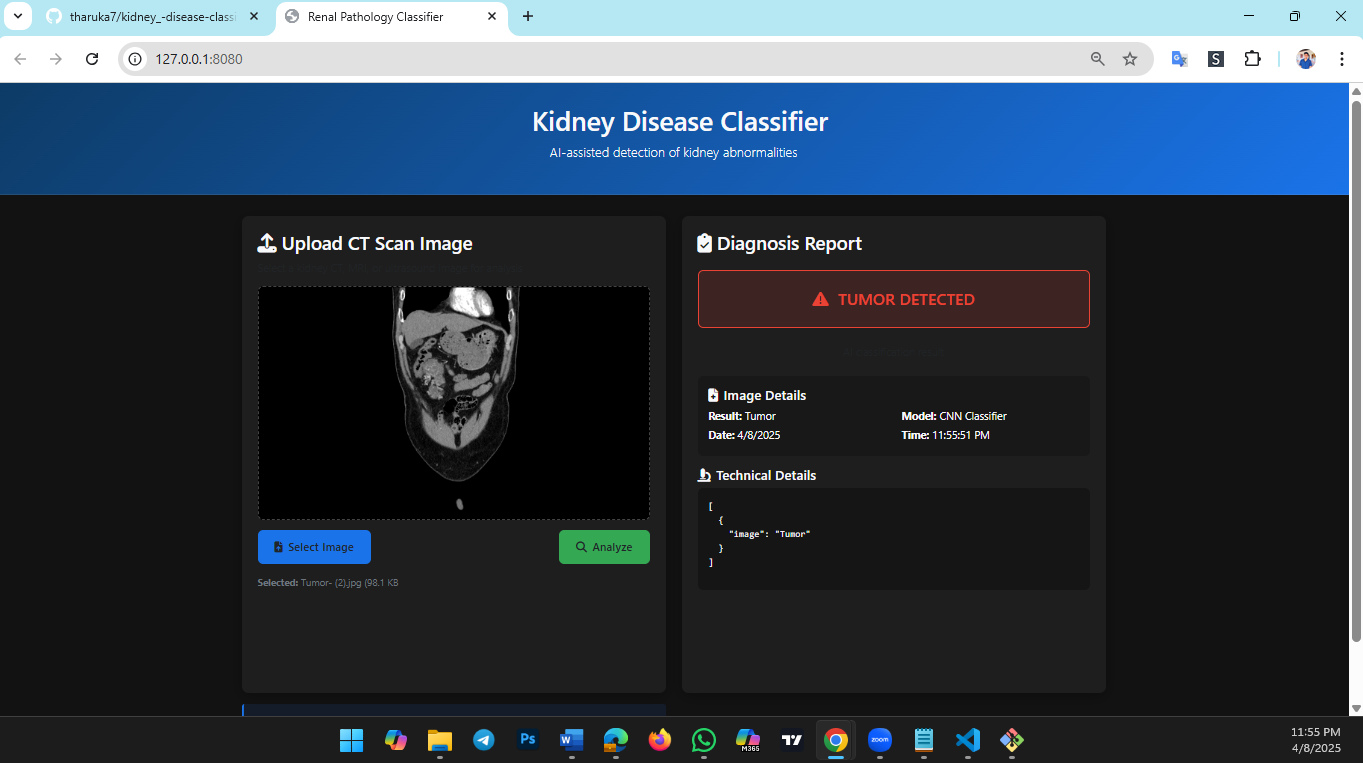 tharuka7/kidney_-disease-classi
Renal Pathology Classifier
127.0.0.1:8080
Kidney Disease Classifier
AI-assisted detection of kidney abnormalities
Upload CT Scan Image
Select Image
Analyze
Selected: Tumor- (2).jpg (98.1 KB
Diagnosis Report
TUMOR DETECTED
Image Details
Result: Tumor
Model: CNN Classifier
Date: 4/8/2025
Time: 11:55:51 PM
Technical Details
[
{
"image": "Tumor"
}
]
S
Ps
W
M365
zoom
11:55 PM
4/8/2025